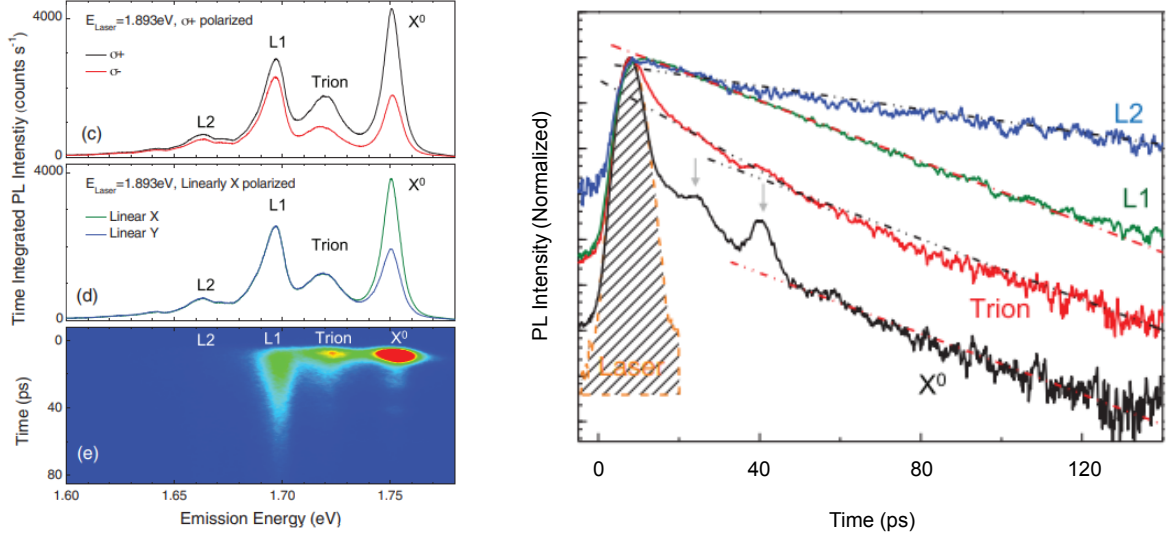 4000
E_Laser=1.893eV, σ+ polarized
X⁰
L1
σ+
σ-
Trion
L2
(c)
0
4000
E_Laser=1.893eV, Linearly X polarized
X⁰
L1
Linear X
Linear Y
Trion
L2
(d)
0
Time Integrated PL Intenstiy (counts s⁻¹)
L2
L1
Trion
X⁰
0
40
80
Time (ps)
(e)
1.60
1.65
1.70
1.75
Emission Energy (eV)
PL Intensity (Normalized)
L2
L1
Trion
Laser
X⁰
0
40
80
120
Time (ps)